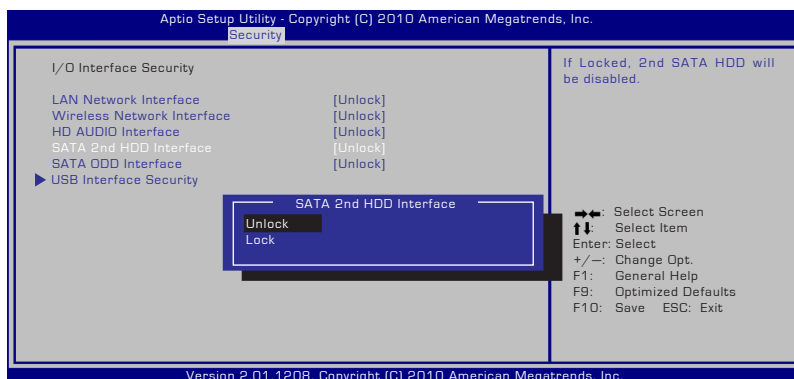 Aptio Setup Utility - Copyright (C) 2010 American Megatrends, Inc.
Security
I/O Interface Security
LAN Network Interface [Unlock]
Wireless Network Interface [Unlock]
HD AUDIO Interface [Unlock]
SATA 2nd HDD Interface [Unlock]
SATA ODD Interface [Unlock]
USB Interface Security
If Locked, 2nd SATA HDD will
be disabled.
SATA 2nd HDD Interface
Unlock
Lock
→←: Select Screen
↑↓: Select Item
Enter: Select
+/—: Change Opt.
F1: General Help
F9: Optimized Defaults
F10: Save ESC: Exit
Version 2.01.1208. Copyright (C) 2010 American Megatrends, Inc.